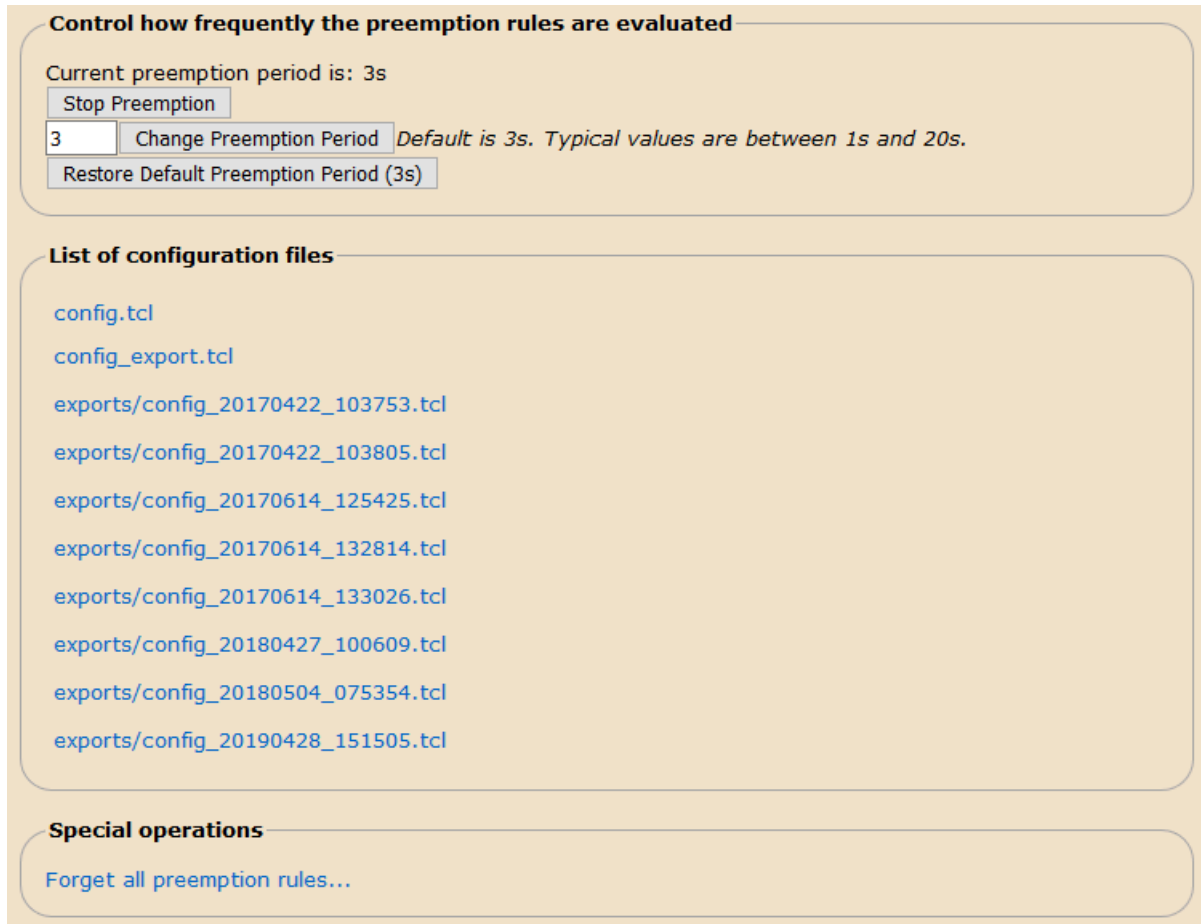 Control how frequently the preemption rules are evaluated
Current preemption period is: 3s
Stop Preemption
3 Change Preemption Period Default is 3s. Typical values are between 1s and 20s.
Restore Default Preemption Period (3s)
List of configuration files
config.tcl
config_export.tcl
exports/config_20170422_103753.tcl
exports/config_20170422_103805.tcl
exports/config_20170614_125425.tcl
exports/config_20170614_132814.tcl
exports/config_20170614_133026.tcl
exports/config_20180427_100609.tcl
exports/config_20180504_075354.tcl
exports/config_20190428_151505.tcl
Special operations
Forget all preemption rules...